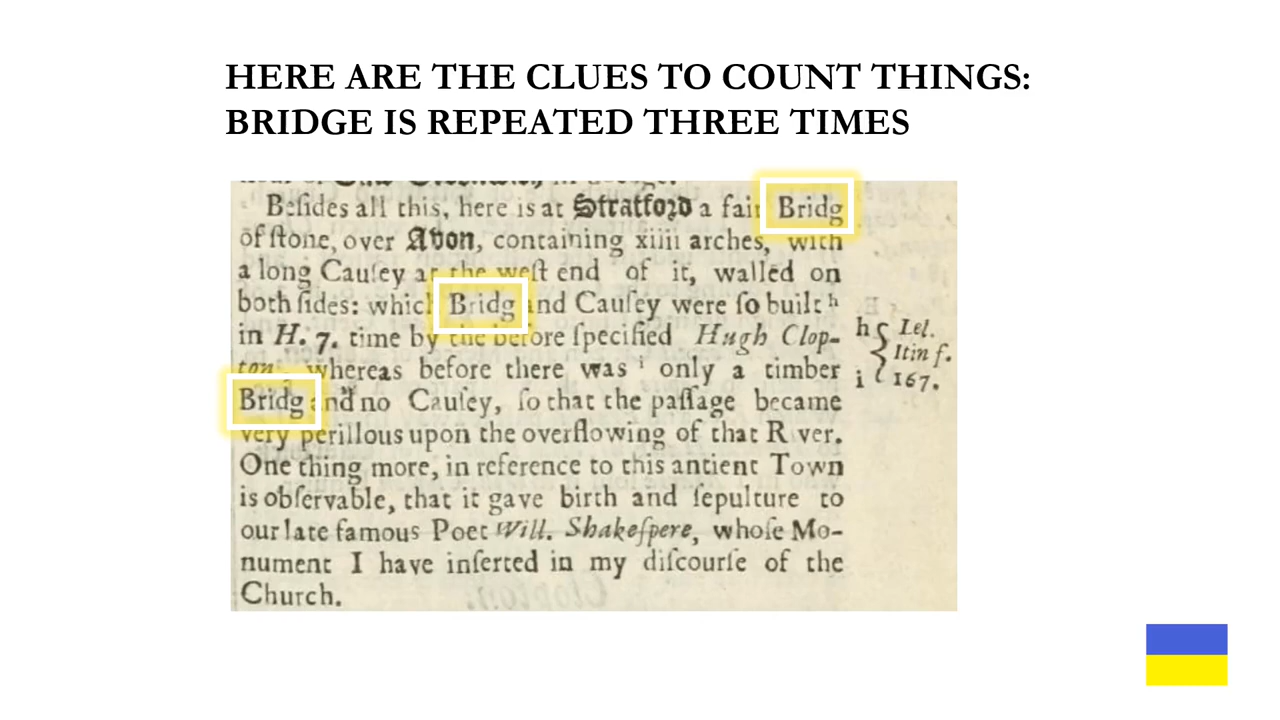 HERE ARE THE CLUES TO COUNT THINGS:
BRIDGE IS REPEATED THREE TIMES
Beſides all this, here is at Stratford a fair Bridg
of ſtone, over Avon, containing xiiii arches, with
a long Cauſey at the weſt end of it, walled on
both ſides: which Bridg and Cauſey were ſo built h
in H. 7. time by the before ſpecified Hugh Clop-
ton: whereas before there was i only a timber
Bridg and no Cauſey, ſo that the paſſage became
very perillous upon the overflowing of that R ver.
One thing more, in reference to this antient Town
is obſervable, that it gave birth and ſepulture to
our late famous Poet Will. Shakeſpere, whoſe Mo-
nument I have inſerted in my diſcourſe of the
Church.
h Lel.
Itin f.
i 167.